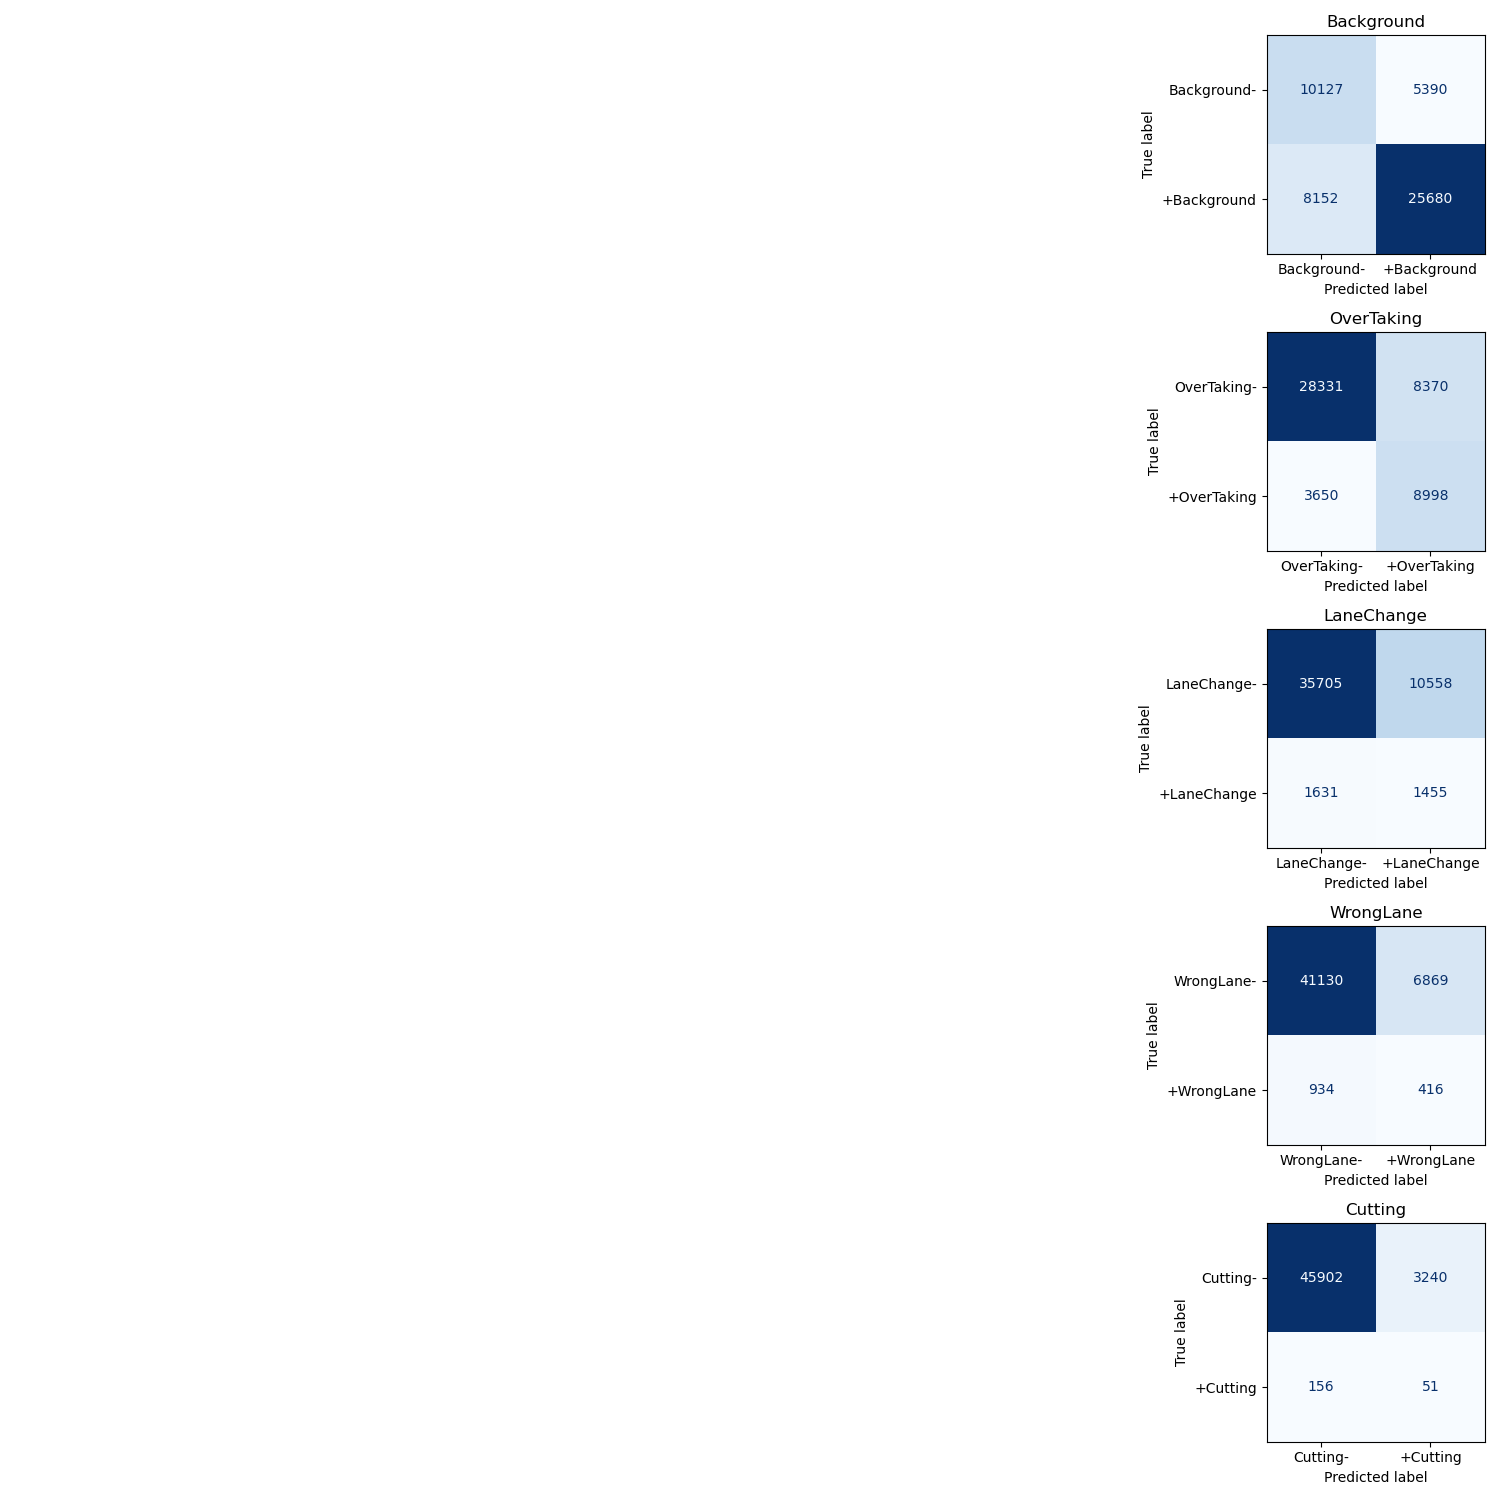 Background
Background-
10127
5390
True label
+Background
8152
25680
Background-
+Background
Predicted label
OverTaking
OverTaking-
28331
8370
True label
+OverTaking
3650
8998
OverTaking-
+OverTaking
Predicted label
LaneChange
LaneChange-
35705
10558
True label
+LaneChange
1631
1455
LaneChange-
+LaneChange
Predicted label
WrongLane
WrongLane-
41130
6869
True label
+WrongLane
934
416
WrongLane-
+WrongLane
Predicted label
Cutting
Cutting-
45902
3240
True label
+Cutting
156
51
Cutting-
+Cutting
Predicted label